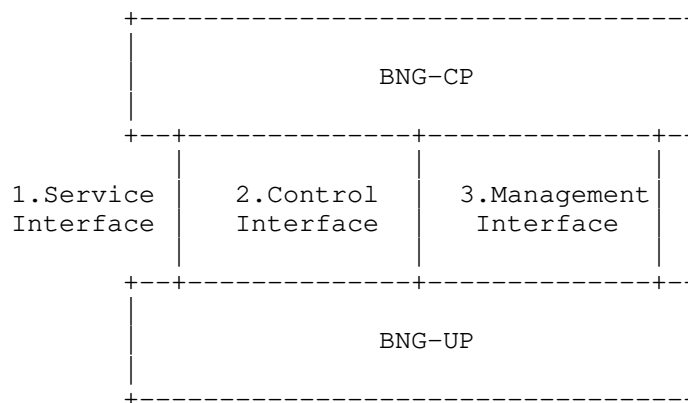 BNG-CP
1.Service 2.Control 3.Management
Interface Interface Interface
BNG-UP